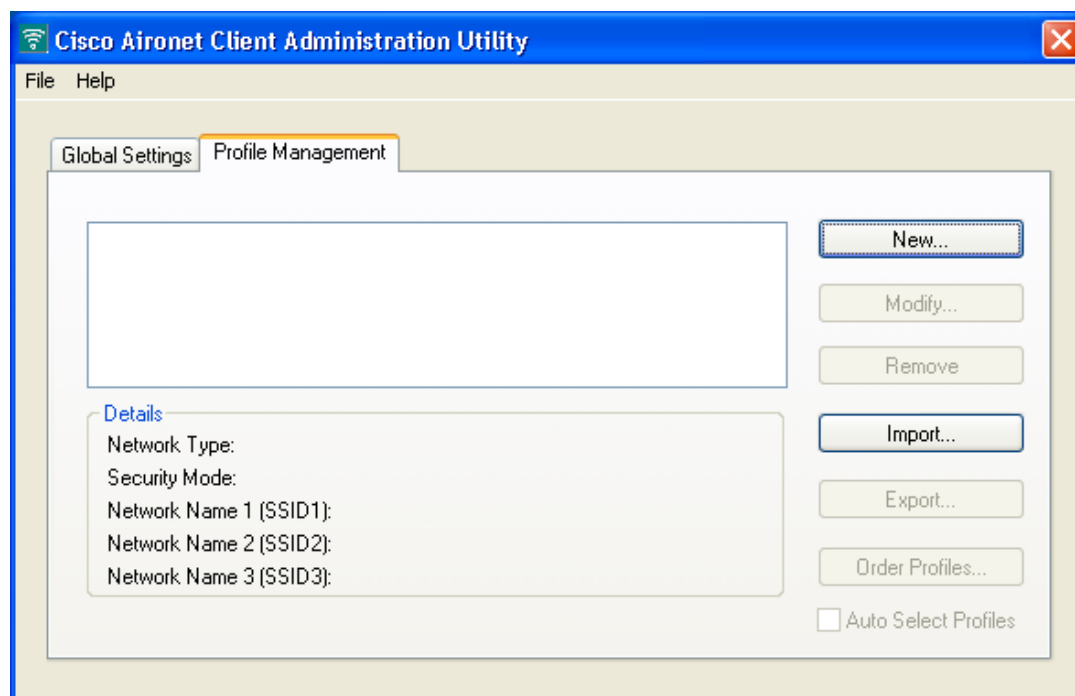 Cisco Aironet Client Administration Utility
File Help
Global Settings Profile Management
New...
Modify...
Remove
Import...
Export...
Order Profiles...
Auto Select Profiles
Details
Network Type:
Security Mode:
Network Name 1 (SSID1):
Network Name 2 (SSID2):
Network Name 3 (SSID3):